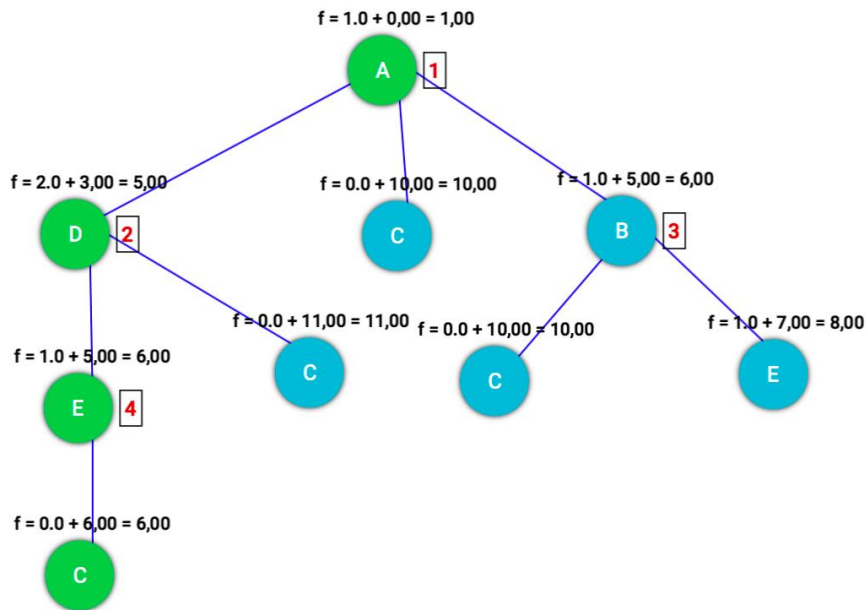 f = 1.0 + 0,00 = 1,00
A
1
f = 2.0 + 3,00 = 5,00
f = 0.0 + 10,00 = 10,00
f = 1.0 + 5,00 = 6,00
D
2
C
B
3
f = 1.0 + 5,00 = 6,00
f = 0.0 + 11,00 = 11,00
f = 0.0 + 10,00 = 10,00
f = 1.0 + 7,00 = 8,00
E
4
C
C
E
f = 0.0 + 6,00 = 6,00
C